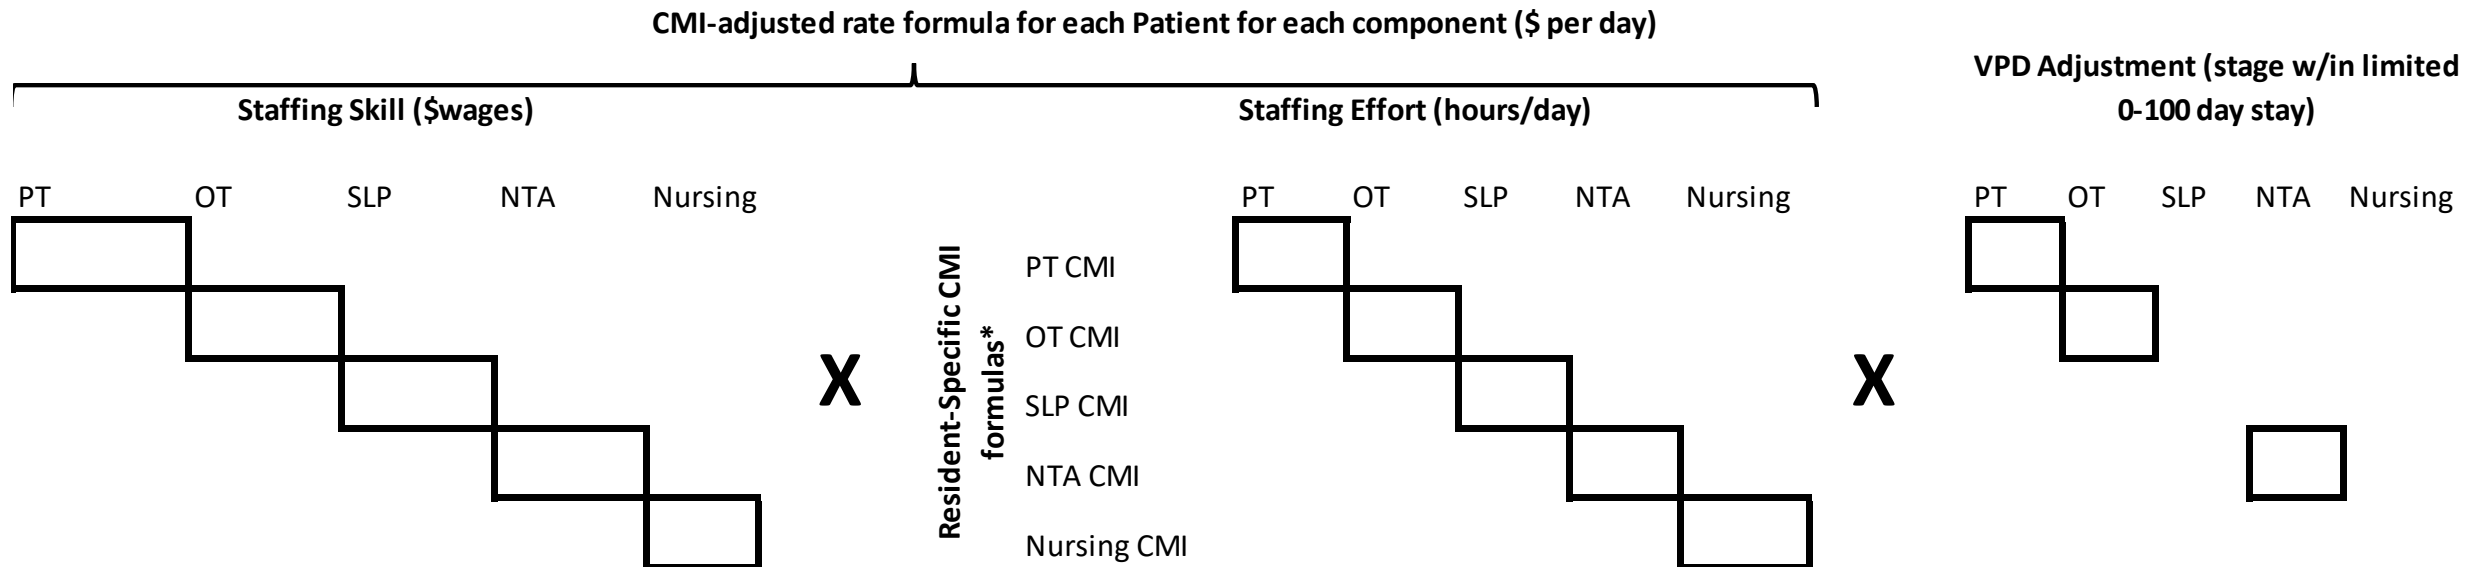 CMI-adjusted rate formula for each Patient for each component ($ per day)
VPD Adjustment (stage w/in limited
0-100 day stay)
Staffing Skill ($wages)
Staffing Effort (hours/day)
PT OT SLP NTA Nursing
X
Resident-Specific CMI
formulas*
PT OT SLP NTA Nursing
PT CMI
OT CMI
SLP CMI
NTA CMI
Nursing CMI
X
PT OT SLP NTA Nursing